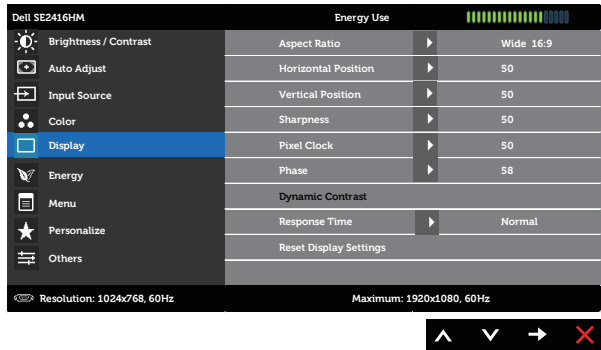 Dell SE2416HM Energy Use
Brightness / Contrast
Auto Adjust
Input Source
Color
Display
Energy
Menu
Personalize
Others
Aspect Ratio Wide 16:9
Horizontal Position 50
Vertical Position 50
Sharpness 50
Pixel Clock 50
Phase 58
Dynamic Contrast
Response Time Normal
Reset Display Settings
Resolution: 1024x768, 60Hz Maximum: 1920x1080, 60Hz